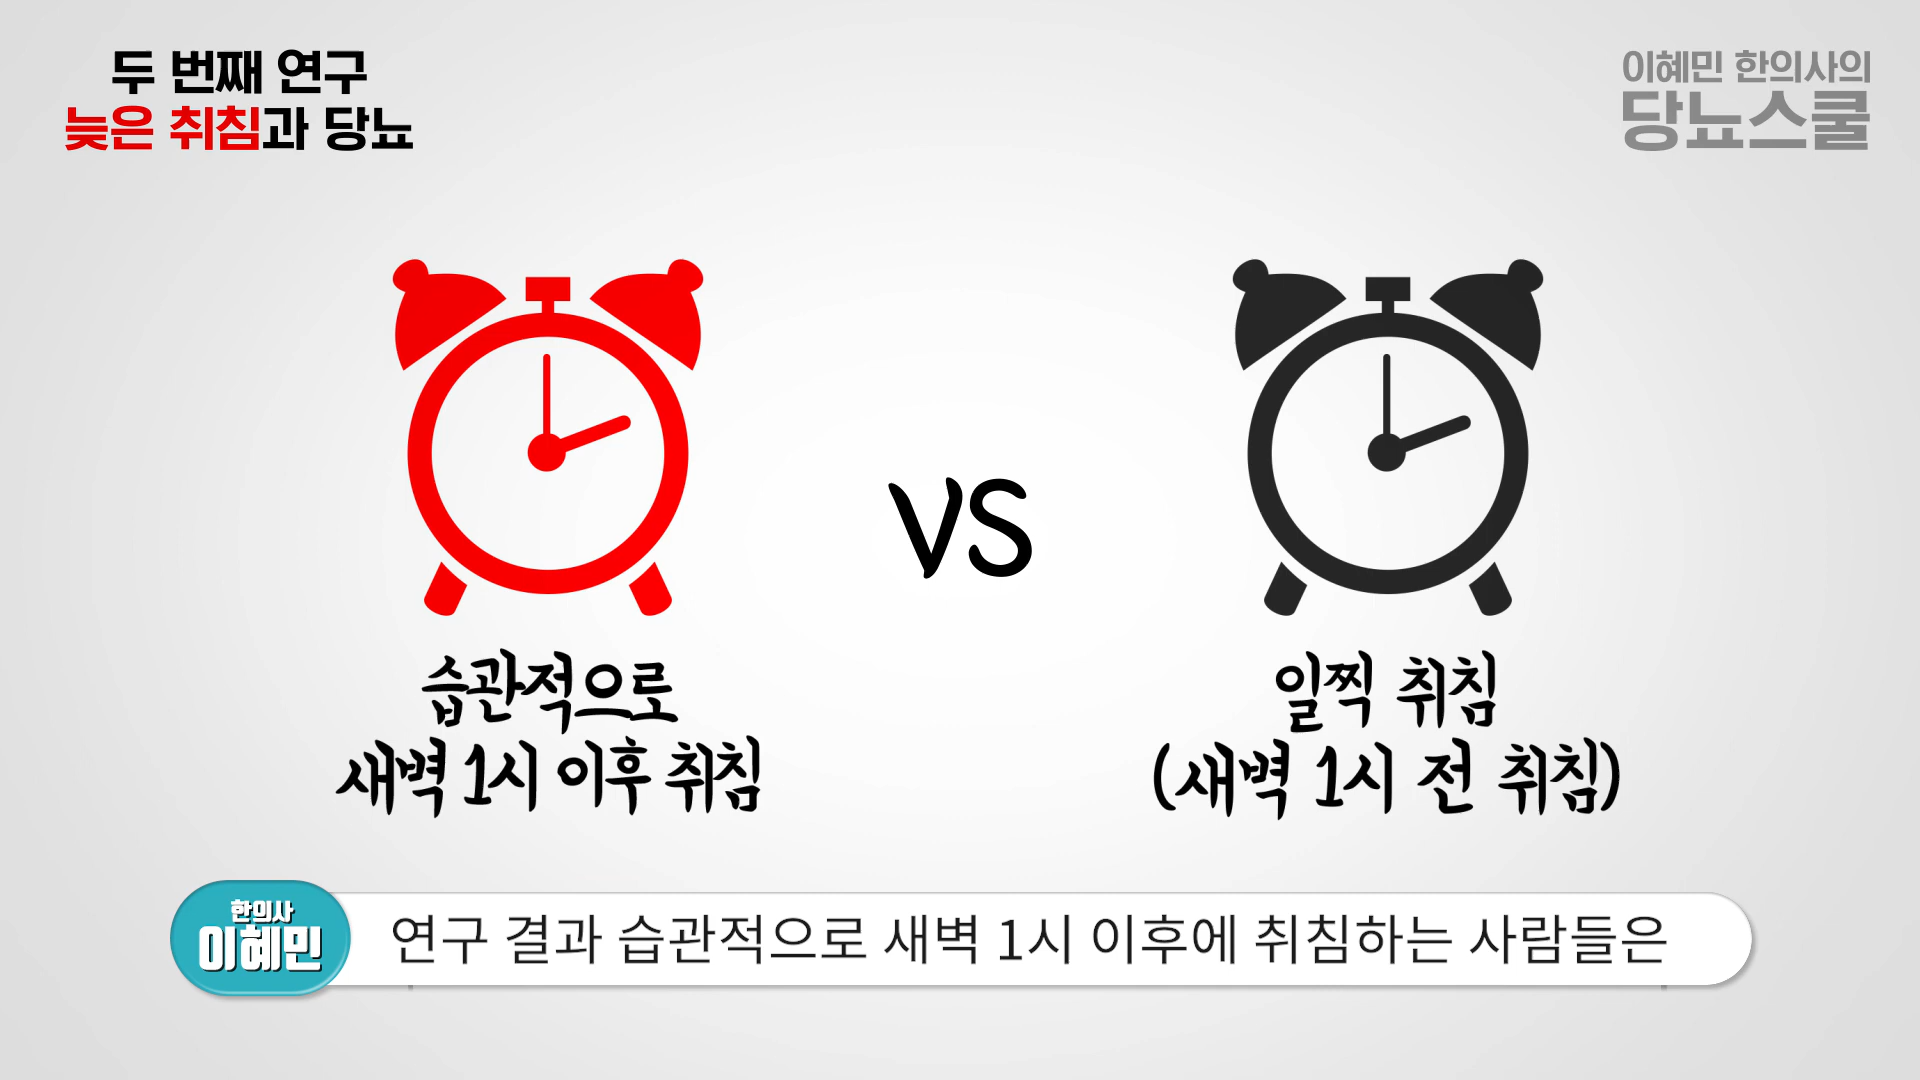 두 번째 연구
늦은 취침과 당뇨
이혜민 한의사의
당뇨스쿨
VS
습관적으로
새벽 1시 이후 취침
일찍 취침
(새벽 1시 전 취침)
한의사
이혜민
연구 결과 습관적으로 새벽 1시 이후에 취침하는 사람들은